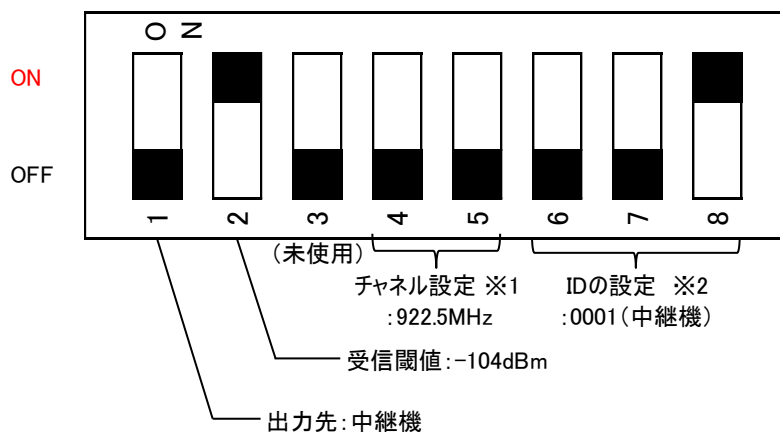 ON
ON
OFF
1 2 3 4 5 6 7 8
(未使用)
チャネル設定 ※1
:922.5MHz
IDの設定 ※2
:0001(中継機)
受信閾値:-104dBm
出力先:中継機